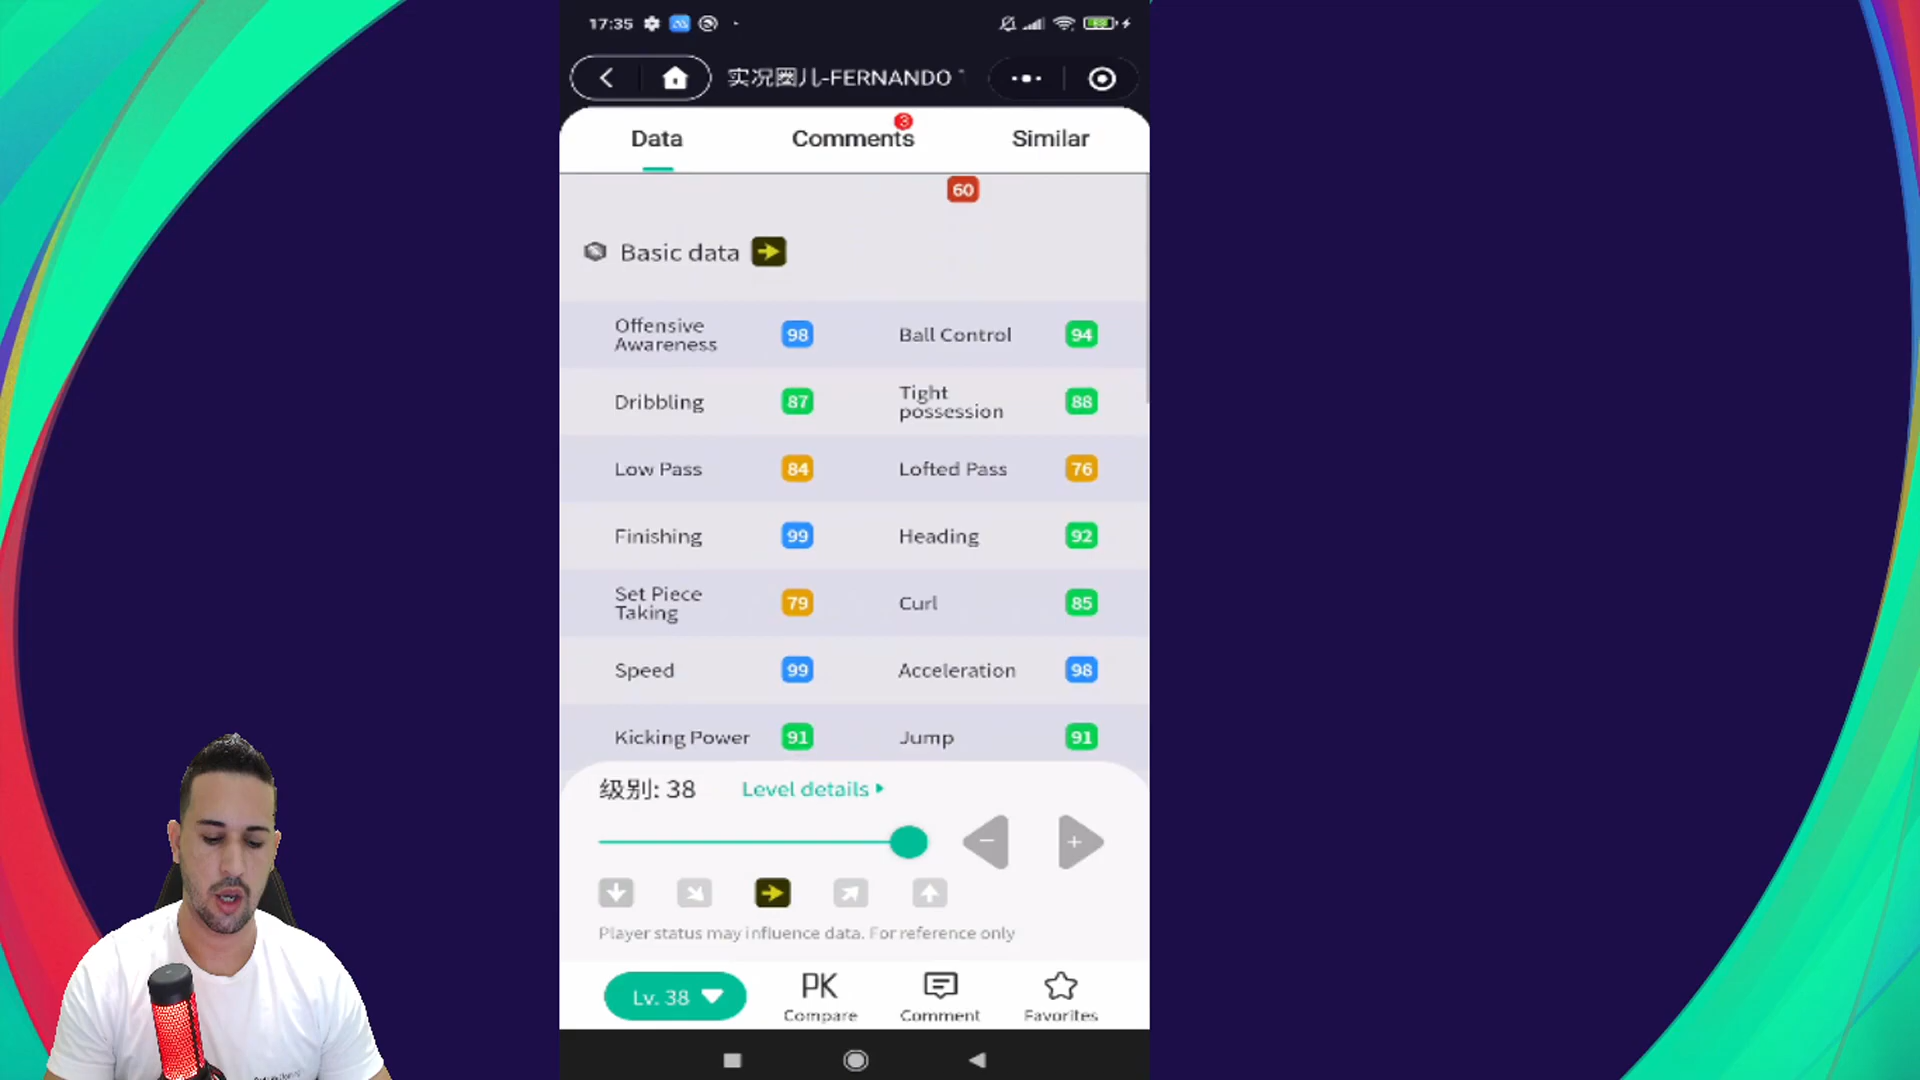 17:35
实况圈儿-FERNANDO
Data
Comments
3
Similar
60
Basic data
Offensive
Awareness
98
Ball Control
94
Dribbling
87
Tight
possession
88
Low Pass
84
Lofted Pass
76
Finishing
99
Heading
92
Set Piece
Taking
79
Curl
85
Speed
99
Acceleration
98
Kicking Power
91
Jump
91
级别: 38
Level details
Player status may influence data. For reference only
Lv. 38
PK
Compare
Comment
Favorites